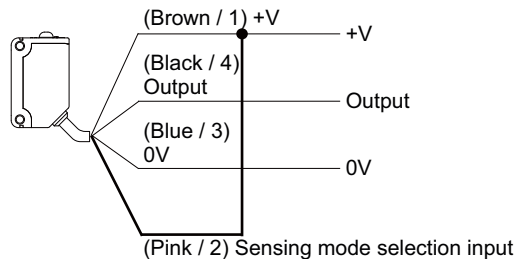 (Brown / 1) +V
+V
(Black / 4)
Output
Output
(Blue / 3)
0V
0V
(Pink / 2) Sensing mode selection input